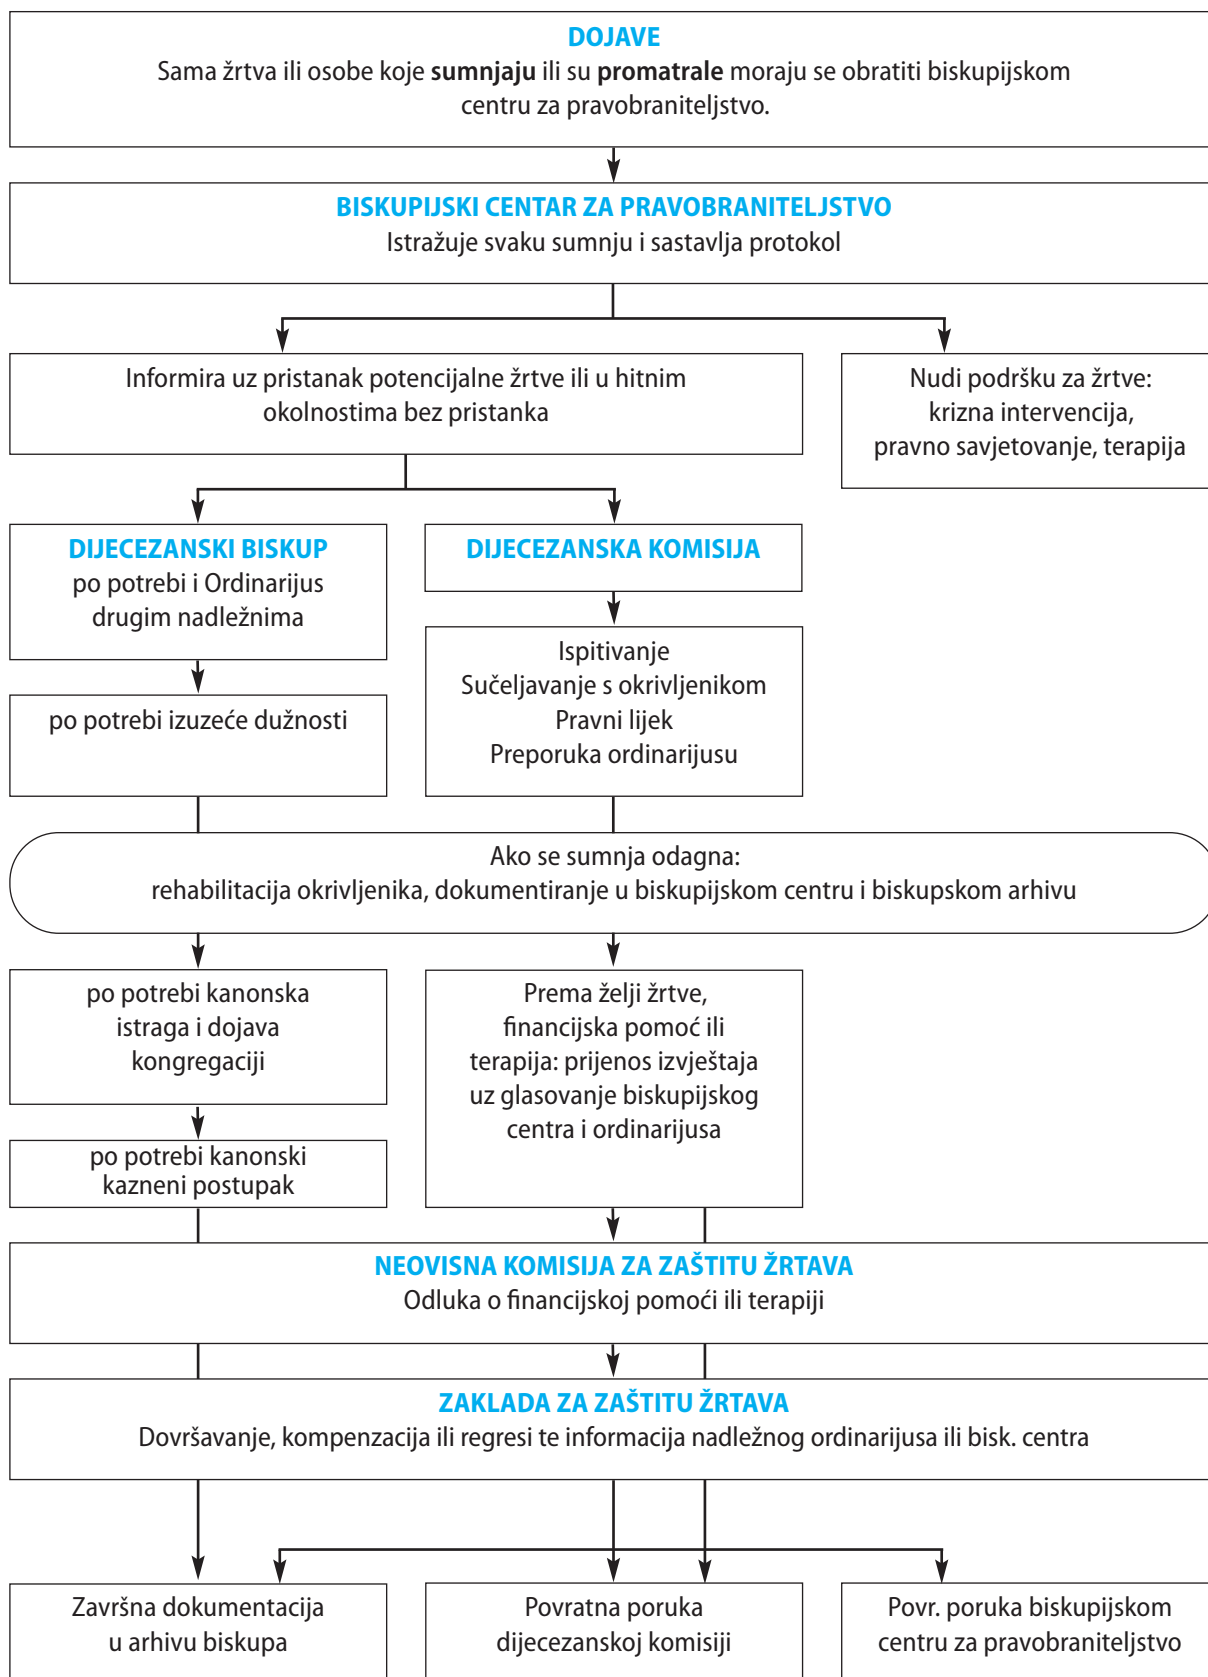 DOJAVE
Sama žrtva ili osobe koje sumnjaju ili su promatrale moraju se obratiti biskupijskom
centru za pravobraniteljstvo.
BISKUPIJSKI CENTAR ZA PRAVOBRANITELJSTVO
Istražuje svaku sumnju i sastavlja protokol
Informira uz pristanak potencijalne žrtve ili u hitnim
okolnostima bez pristanka
Nudi podršku za žrtve:
krizna intervencija,
pravno savjetovanje, terapija
DIJECEZANSKI BISKUP
po potrebi i Ordinarijus
drugim nadležnima
DIJECEZANSKA KOMISIJA
po potrebi izuzeće dužnosti
Ispitivanje
Sučeljavanje s okrivljenikom
Pravni lijek
Preporuka ordinarijusu
Ako se sumnja odagna:
rehabilitacija okrivljenika, dokumentiranje u biskupijskom centru i biskupskom arhivu
po potrebi kanonska
istraga i dojava
kongregaciji
po potrebi kanonski
kazneni postupak
Prema želji žrtve,
financijska pomoć ili
terapija: prijenos izvještaja
uz glasovanje biskupijskog
centra i ordinarijusa
NEOVISNA KOMISIJA ZA ZAŠTITU ŽRTAVA
Odluka o financijskoj pomoći ili terapiji
ZAKLADA ZA ZAŠTITU ŽRTAVA
Dovršavanje, kompenzacija ili regresi te informacija nadležnog ordinarijusa ili bisk. centra
Završna dokumentacija
u arhivu biskupa
Povratna poruka
dijecezanskoj komisiji
Povr. poruka biskupijskom
centru za pravobraniteljstvo